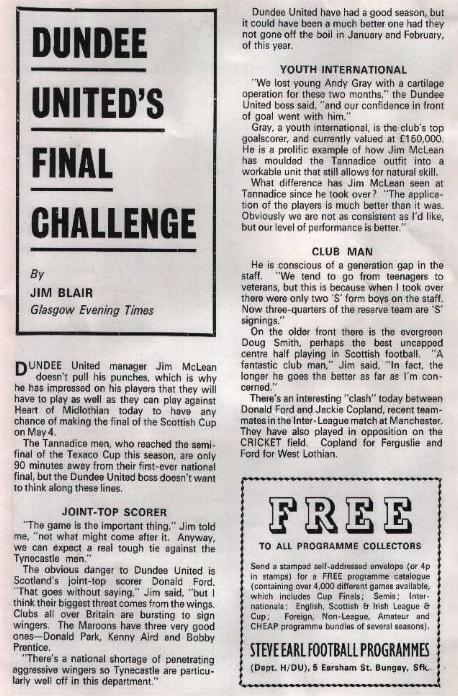 DUNDEE
UNITED'S
FINAL
CHALLENGE
By
JIM BLAIR
Glasgow Evening Times
DUNDEE United manager Jim McLean
doesn't pull his punches, which is why
he has impressed on his players that they will
have to play as well as they can play against
Heart of Midlothian today to have any
chance of making the final of the Scottish Cup
on May 4.
The Tannadice men, who reached the semi-
final of the Texaco Cup this season, are only
90 minutes away from their first-ever national
final, but the Dundee United boss doesn't want
to think along these lines.
JOINT-TOP SCORER
"The game is the important thing," Jim told
me, "not what might come after it. Anyway,
we can expect a real tough tie against the
Tynecastle men."
The obvious danger to Dundee United is
Scotland's joint-top scorer Donald Ford.
"That goes without saying," Jim said, "but I
think their biggest threat comes from the wings.
Clubs all over Britain are bursting to sign
wingers. The Maroons have three very good
ones—Donald Park, Kenny Aird and Bobby
Prentice.
"There's a national shortage of penetrating
aggressive wingers so Tynecastle are particu-
larly well off in this department."
Dundee United have had a good season, but
it could have been a much better one had they
not gone off the boil in January and February,
of this year.
YOUTH INTERNATIONAL
"We lost young Andy Gray with a cartilage
operation for these two months," the Dundee
United boss said, "and our confidence in front
of goal went with him."
Gray, a youth international, is the club's top
goalscorer, and currently valued at £150,000.
He is a prolific example of how Jim McLean
has moulded the Tannadice outfit into a
workable unit that still allows for natural skill.
What difference has Jim McLean seen at
Tannadice since he took over? "The applica-
tion of the players is much better than it was.
Obviously we are not as consistent as I'd like,
but our level of performance is better."
CLUB MAN
He is conscious of a generation gap in the
staff. "We tend to go from teenagers to
veterans, but this is because when I took over
there were only two 'S' form boys on the staff.
Now three-quarters of the reserve team are 'S'
signings."
On the older front there is the evergreen
Doug Smith, perhaps the best uncapped
centre half playing in Scottish football. "A
fantastic club man," Jim said, "In fact, the
longer he goes the better as far as I'm con-
cerned."
There's an interesting "clash" today between
Donald Ford and Jackie Copland, recent team-
mates in the Inter-League match at Manchester.
They have also played in opposition on the
CRICKET field. Copland for Ferguslie and
Ford for West Lothian.
FREE
TO ALL PROGRAMME COLLECTORS
Send a stamped self-addressed envelope (or 4p
in stamps) for a FREE programme catalogue
(containing over 4,000 different games available,
which includes Cup Finals; Semis; Inter-
nationals; English, Scottish & Irish League &
Cup; Foreign, Non-League, Amateur and
CHEAP programme bundles of several seasons).
STEVE EARL FOOTBALL PROGRAMMES
(Dept. H/DU), 5 Earsham St. Bungay, Sfk.